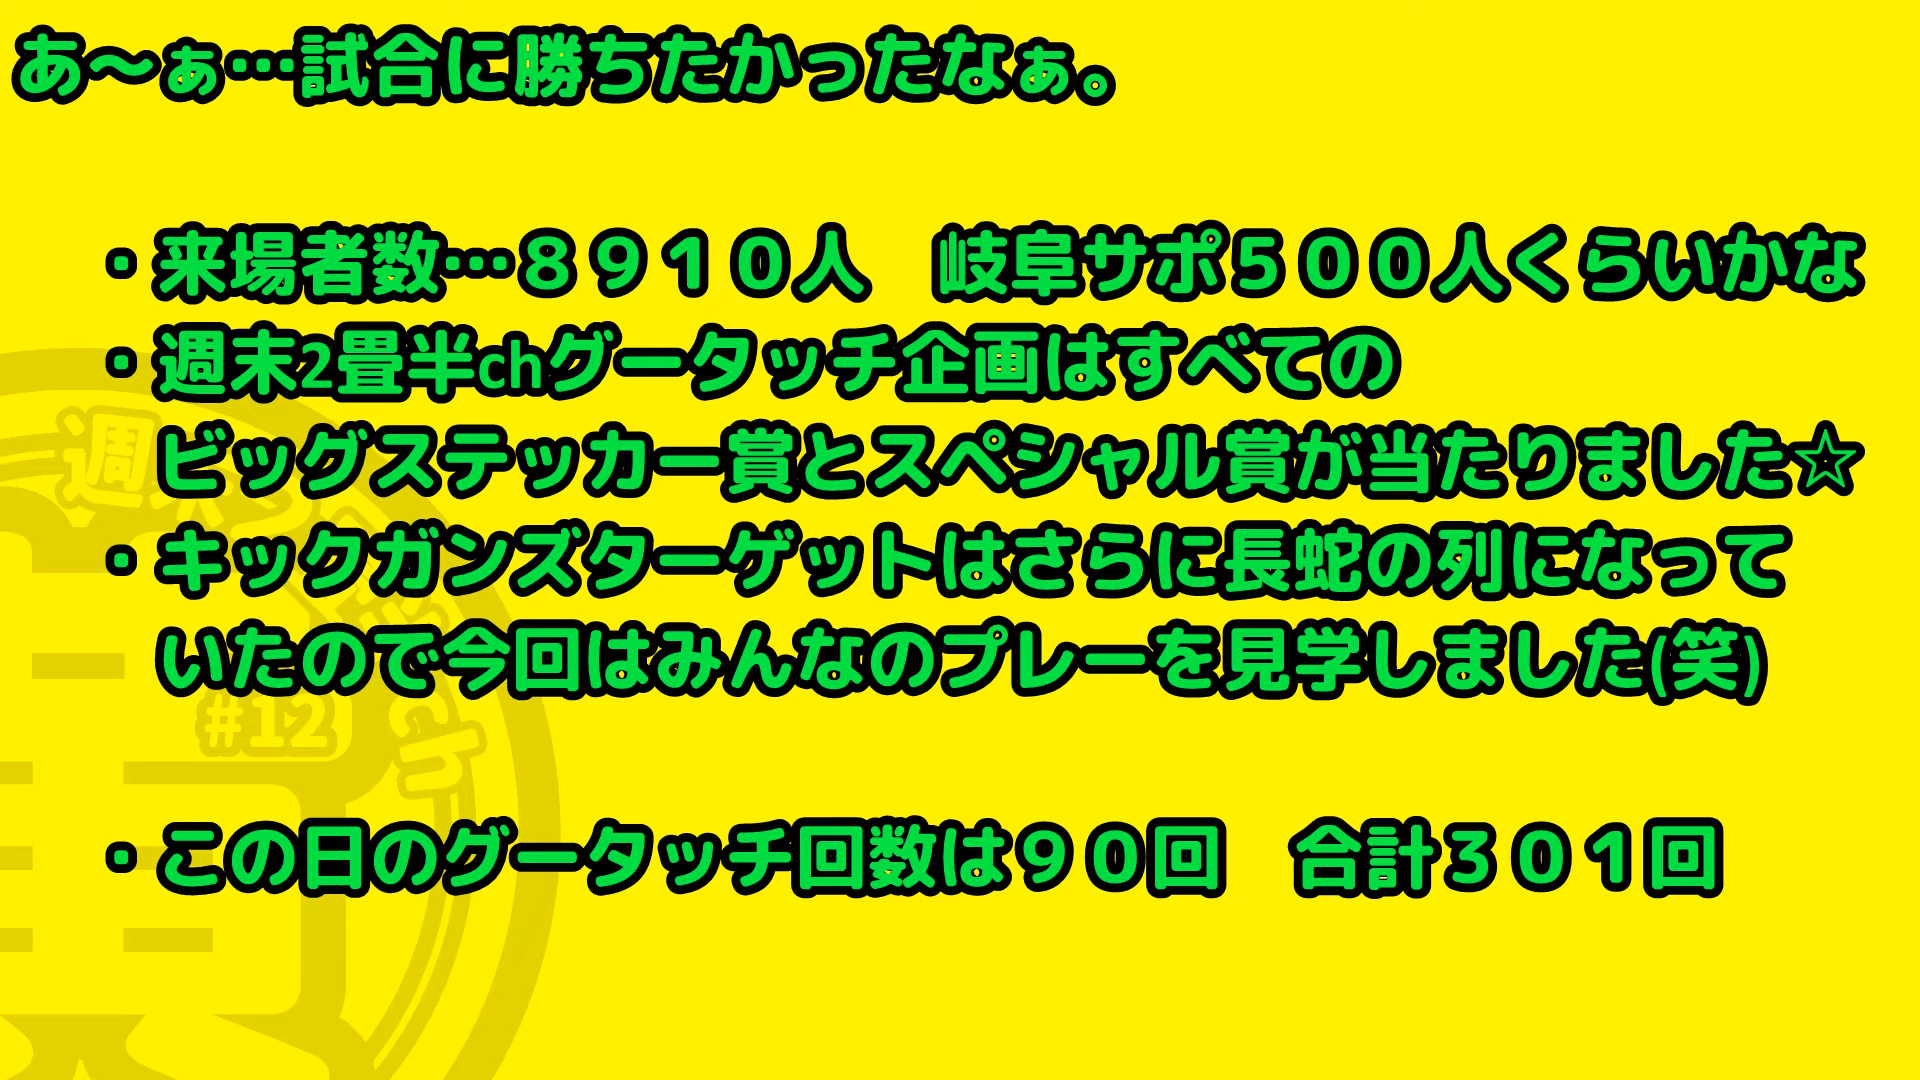 あ～ぁ…試合に勝ちたかったなぁ。
・来場者数…８９１０人　岐阜サポ５００人くらいかな
・週末2畳半chグータッチ企画はすべての
ビッグステッカー賞とスペシャル賞が当たりました☆
・キックガンズターゲットはさらに長蛇の列になって
いたので今回はみんなのプレーを見学しました(笑)
#12
ch
・この日のグータッチ回数は９０回　合計３０１回